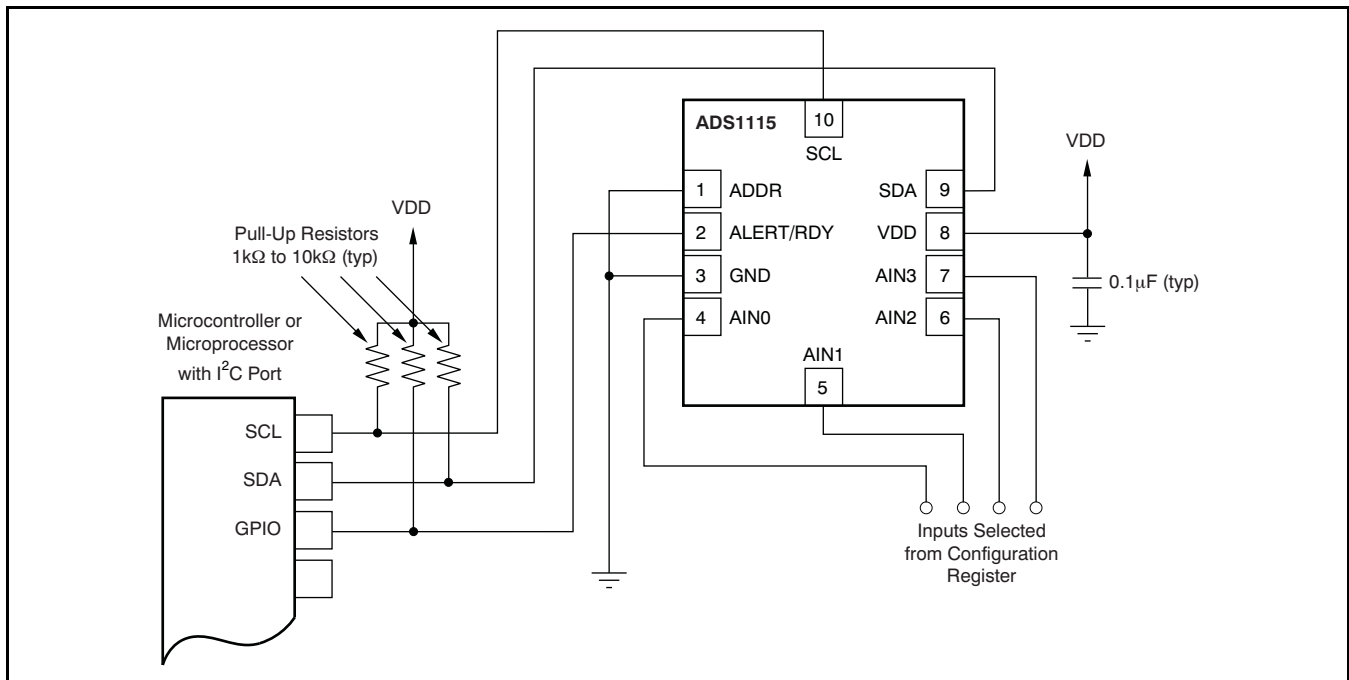 ADS1115
10
SCL
1
ADDR
2
ALERT/RDY
3
GND
4
AIN0
AIN1
5
SDA
9
VDD
8
AIN3
7
AIN2
6
VDD
0.1μF (typ)
VDD
Pull-Up Resistors
1kΩ to 10kΩ (typ)
Microcontroller or
Microprocessor
with I²C Port
SCL
SDA
GPIO
Inputs Selected
from Configuration
Register